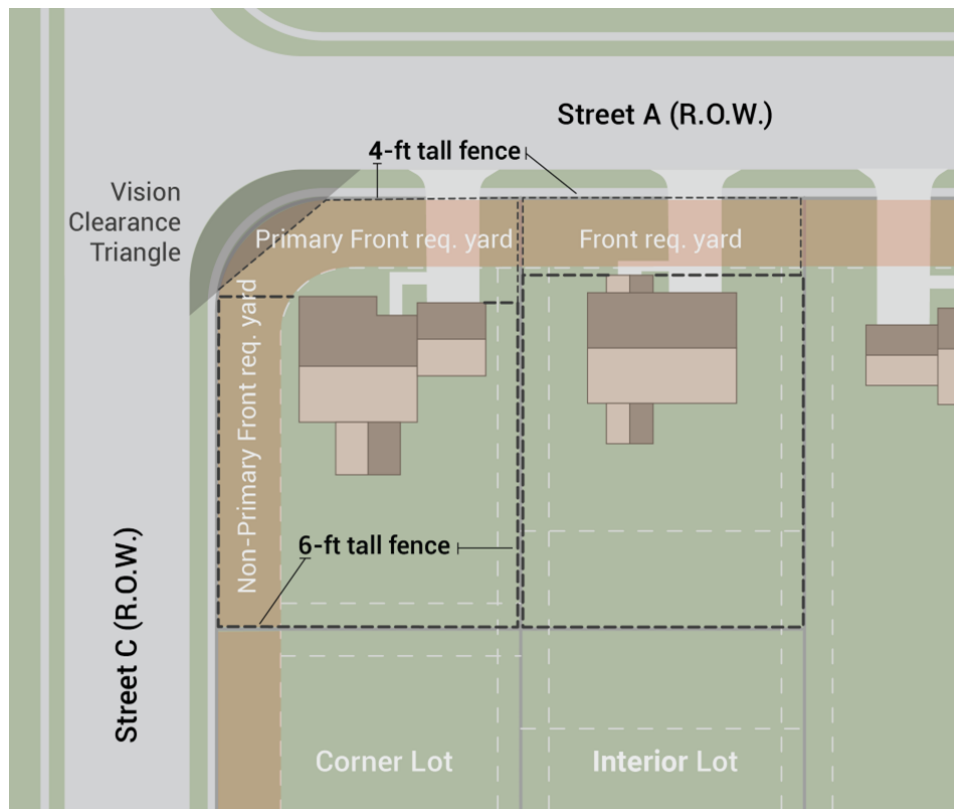 Street A (R.O.W.)
4-ft tall fence
Vision
Clearance
Triangle
Primary Front req. yard
Front req. yard
Non-Primary Front req. yard
6-ft tall fence
Street C (R.O.W.)
Corner Lot
Interior Lot